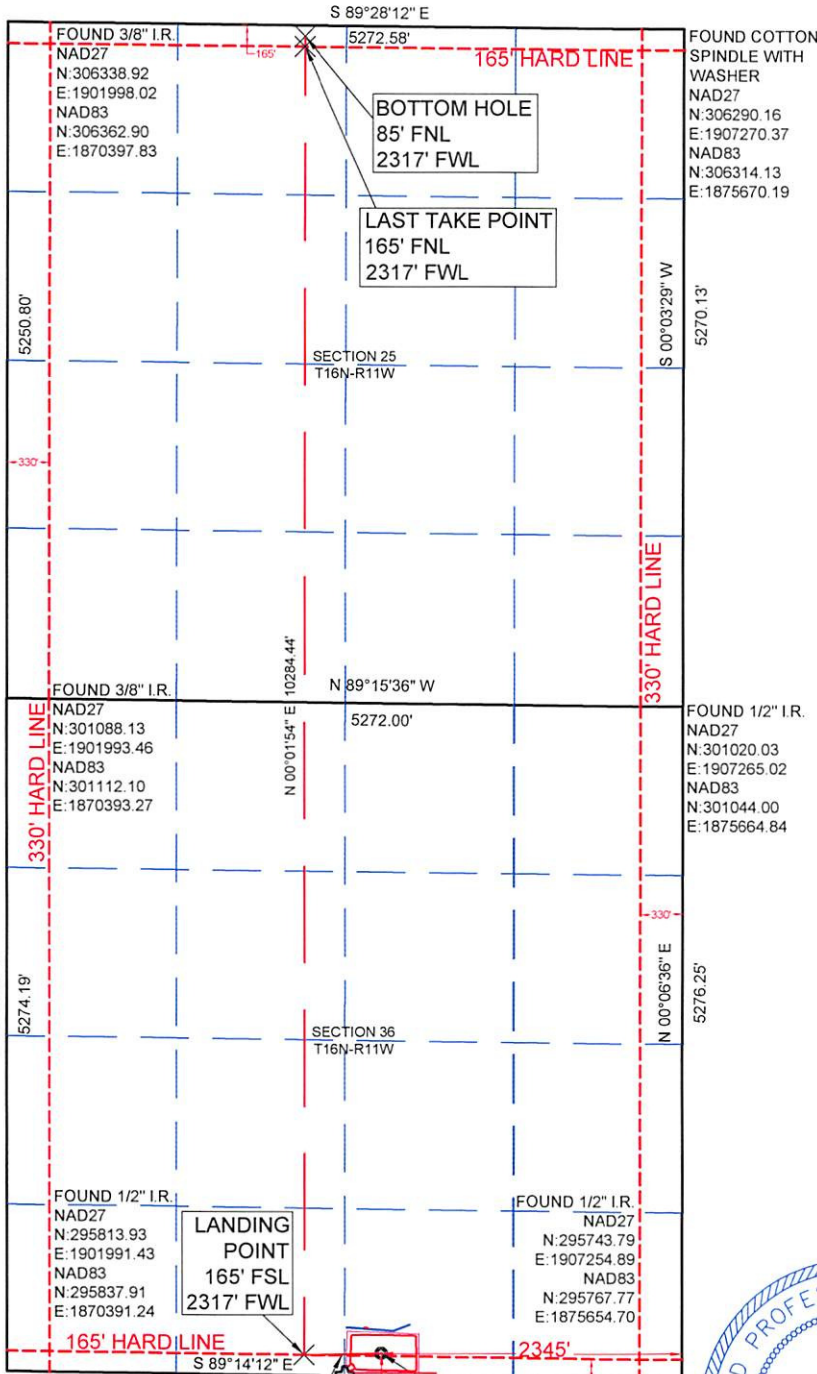 S 89°28'12" E
5272.58'
FOUND 3/8" I.R.
NAD27
N:306338.92
E:1901998.02
NAD83
N:306362.90
E:1870397.83
165'
165' HARD LINE
FOUND COTTON
SPINDLE WITH
WASHER
NAD27
N:306290.16
E:1907270.37
NAD83
N:306314.13
E:1875670.19
BOTTOM HOLE
85' FNL
2317' FWL
LAST TAKE POINT
165' FNL
2317' FWL
5250.80'
S 00°03'29" W
5270.13'
SECTION 25
T16N-R11W
330'
330' HARD LINE
N 00°01'54" E 10284.44'
N 89°15'36" W
5272.00'
FOUND 3/8" I.R.
NAD27
N:301088.13
E:1901993.46
NAD83
N:301112.10
E:1870393.27
330' HARD LINE
FOUND 1/2" I.R.
NAD27
N:301020.03
E:1907265.02
NAD83
N:301044.00
E:1875664.84
330'
5274.19'
N 00°06'36" E
5276.25'
SECTION 36
T16N-R11W
FOUND 1/2" I.R.
NAD27
N:295813.93
E:1901991.43
NAD83
N:295837.91
E:1870391.24
LANDING
POINT
165' FSL
2317' FWL
FOUND 1/2" I.R.
NAD27
N:295743.79
E:1907254.89
NAD83
N:295767.77
E:1875654.70
165' HARD LINE
2345'
S 89°14'12" E